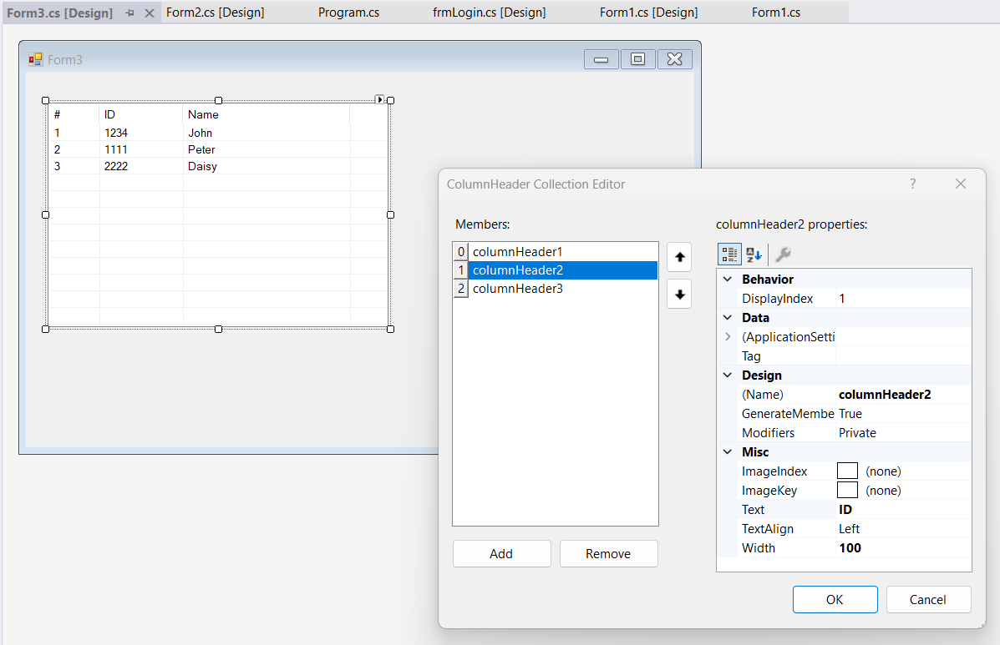 Form3.cs [Design] Form2.cs [Design] Program.cs frmLogin.cs [Design] Form1.cs [Design] Form1.cs
Form3
# ID Name
1 1234 John
2 1111 Peter
3 2222 Daisy
ColumnHeader Collection Editor ?
Members:
0 columnHeader1
1 columnHeader2
2 columnHeader3
Add Remove
columnHeader2 properties:
Behavior
DisplayIndex 1
Data
(ApplicationSetti
Tag
Design
(Name) columnHeader2
GenerateMembe True
Modifiers Private
Misc
ImageIndex (none)
ImageKey (none)
Text ID
TextAlign Left
Width 100
OK Cancel